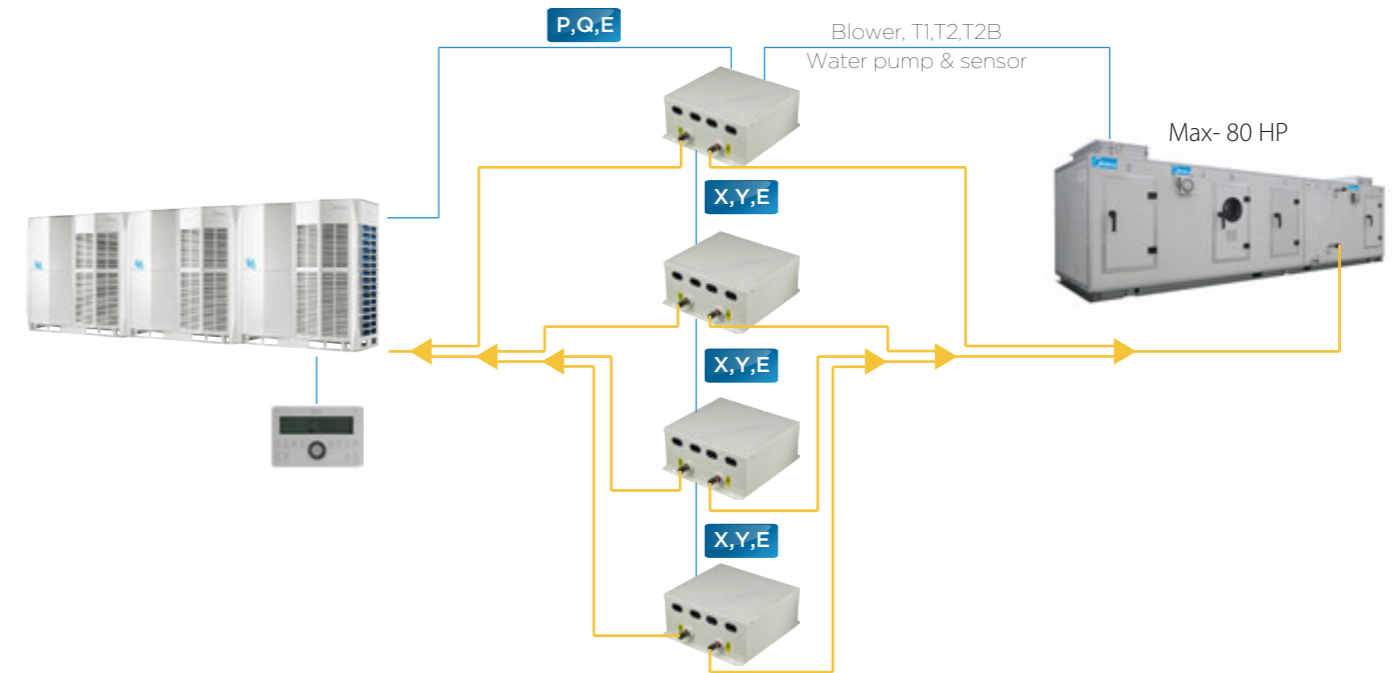 P,Q,E
Blower, T1,T2,T2B
Water pump & sensor
Max- 80 HP
X,Y,E
X,Y,E
X,Y,E